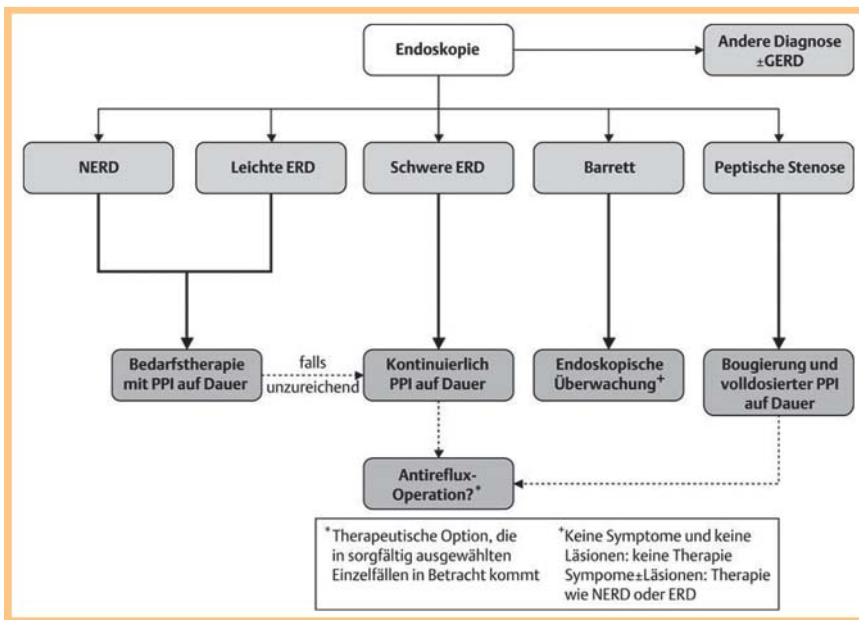 Endoskopie
Andere Diagnose
±GERD
NERD
Leichte ERD
Schwere ERD
Barrett
Peptische Stenose
Bedarfstherapie
mit PPI auf Dauer
falls
unzureichend
Kontinuierlich
PPI auf Dauer
Endoskopische
Überwachung+
Bougierung und
volldosierter PPI
auf Dauer
Antireflux-
Operation?*
*Therapeutische Option, die
in sorgfältig ausgewählten
Einzelfällen in Betracht kommt
+Keine Symptome und keine
Läsionen: keine Therapie
Sympome±Läsionen: Therapie
wie NERD oder ERD